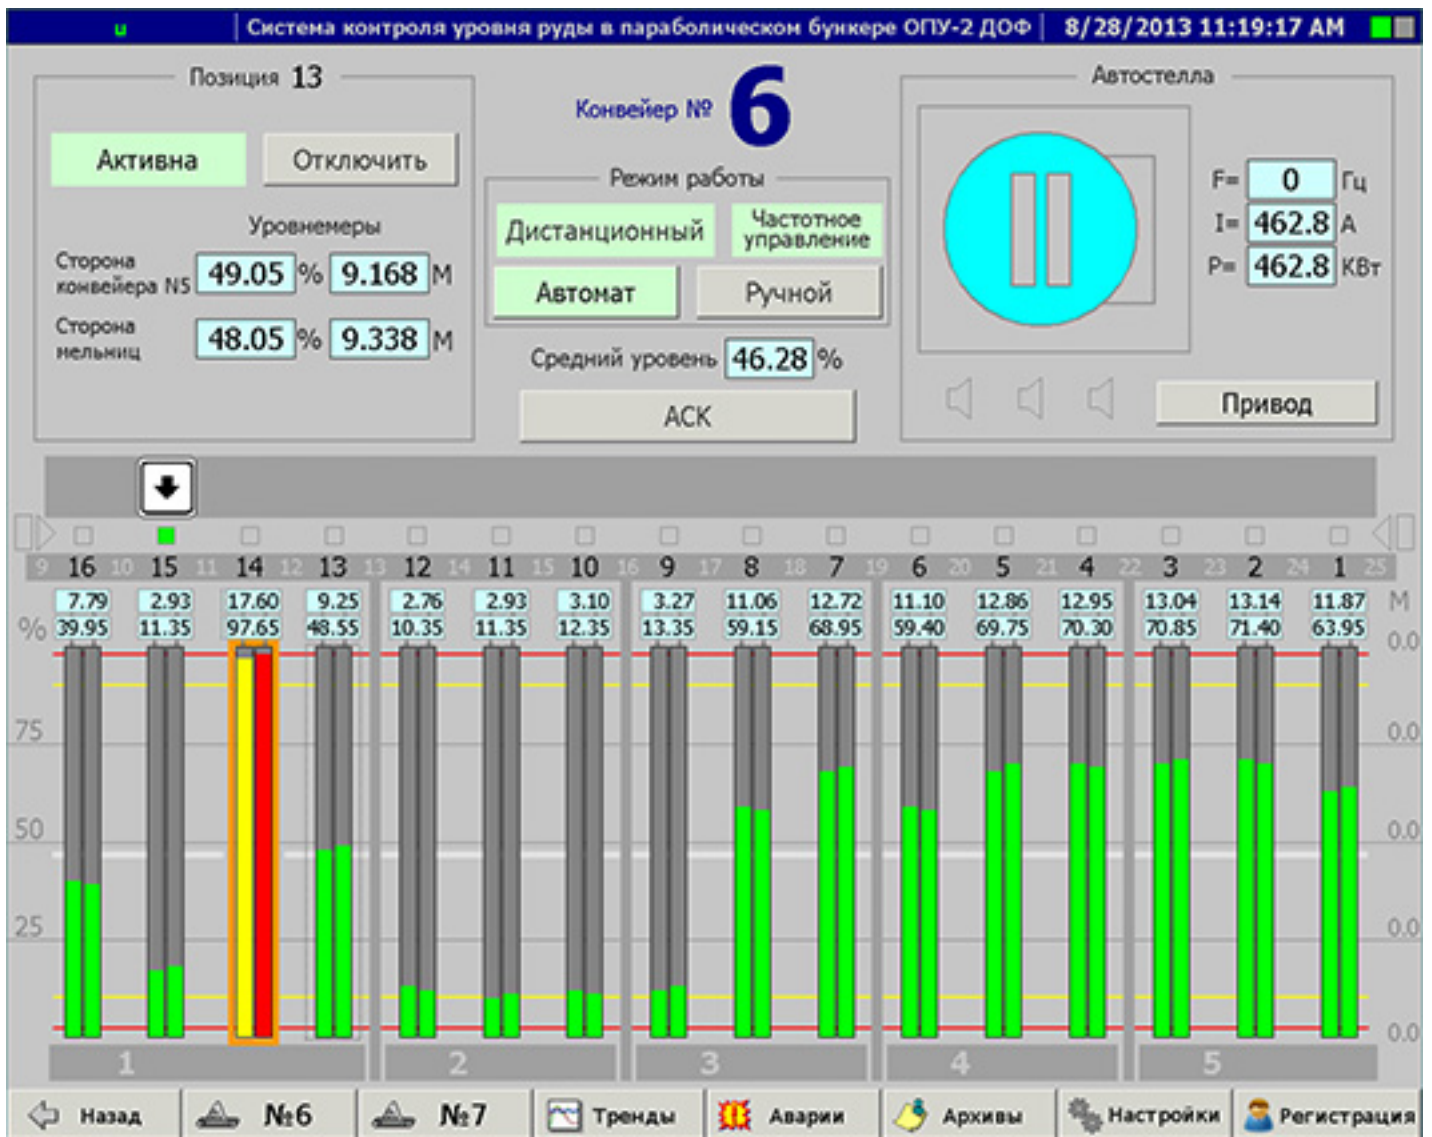 u Система контроля уровня руды в параболическом бункере ОПУ-2 ДОФ 8/28/2013 11:19:17 AM
Позиция 13
Активна Отключить
Уровнемеры
Сторона
конвейера N5 49.05 % 9.168 М
Сторона
мельниц 48.05 % 9.338 М
Конвейер № 6
Режим работы
Дистанционный Частотное
управление
Автомат Ручной
Средний уровень 46.28 %
АСК
Автостелла
F= 0 Гц
I= 462.8 А
P= 462.8 КВт
Привод
9 16 10 15 11 14 12 13 13 12 14 11 15 10 16 9 17 8 18 7 19 6 20 5 21 4 22 3 23 2 24 1 25
7.79 2.93 17.60 9.25 2.76 2.93 3.10 3.27 11.06 12.72 11.10 12.86 12.95 13.04 13.14 11.87 М
% 39.95 11.35 97.65 48.55 10.35 11.35 12.35 13.35 59.15 68.95 59.40 69.75 70.30 70.85 71.40 63.95
0.0
75 0.0
50 0.0
25 0.0
0.0
1 2 3 4 5
Назад №6 №7 Тренды Аварии Архивы Настройки Регистрация